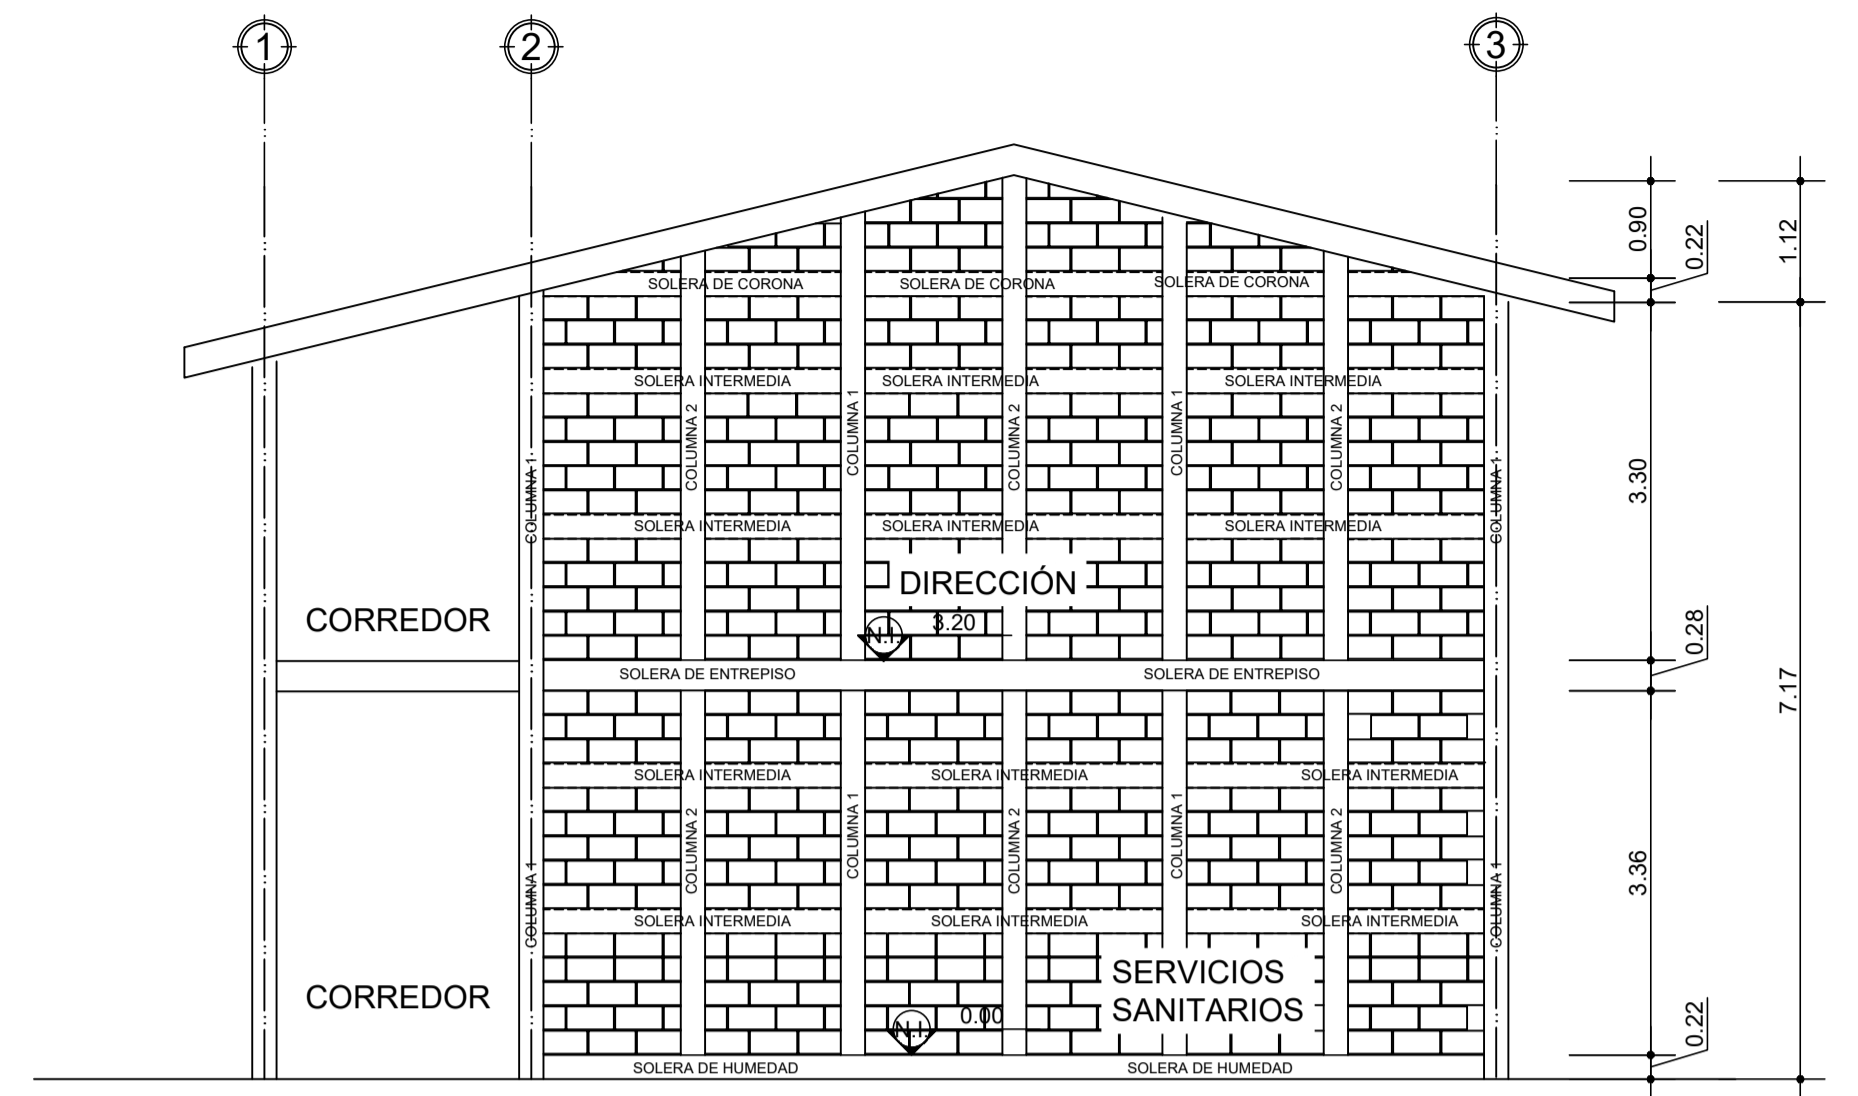 1
2
3
0.90
0.22
1.12
SOLERA DE CORONA
SOLERA DE CORONA
SOLERA DE CORONA
SOLERA INTERMEDIA
SOLERA INTERMEDIA
SOLERA INTERMEDIA
COLUMNA 1
COLUMNA 2
COLUMNA 1
COLUMNA 2
COLUMNA 1
COLUMNA 2
COLUMNA 1
3.30
SOLERA INTERMEDIA
SOLERA INTERMEDIA
SOLERA INTERMEDIA
DIRECCIÓN
CORREDOR
N.I.
3.20
0.28
SOLERA DE ENTREPISO
SOLERA DE ENTREPISO
7.17
SOLERA INTERMEDIA
SOLERA INTERMEDIA
SOLERA INTERMEDIA
COLUMNA 1
COLUMNA 2
COLUMNA 1
COLUMNA 2
COLUMNA 1
COLUMNA 2
COLUMNA 1
3.36
SOLERA INTERMEDIA
SOLERA INTERMEDIA
SOLERA INTERMEDIA
CORREDOR
SERVICIOS
SANITARIOS
N.I.
0.00
0.22
SOLERA DE HUMEDAD
SOLERA DE HUMEDAD